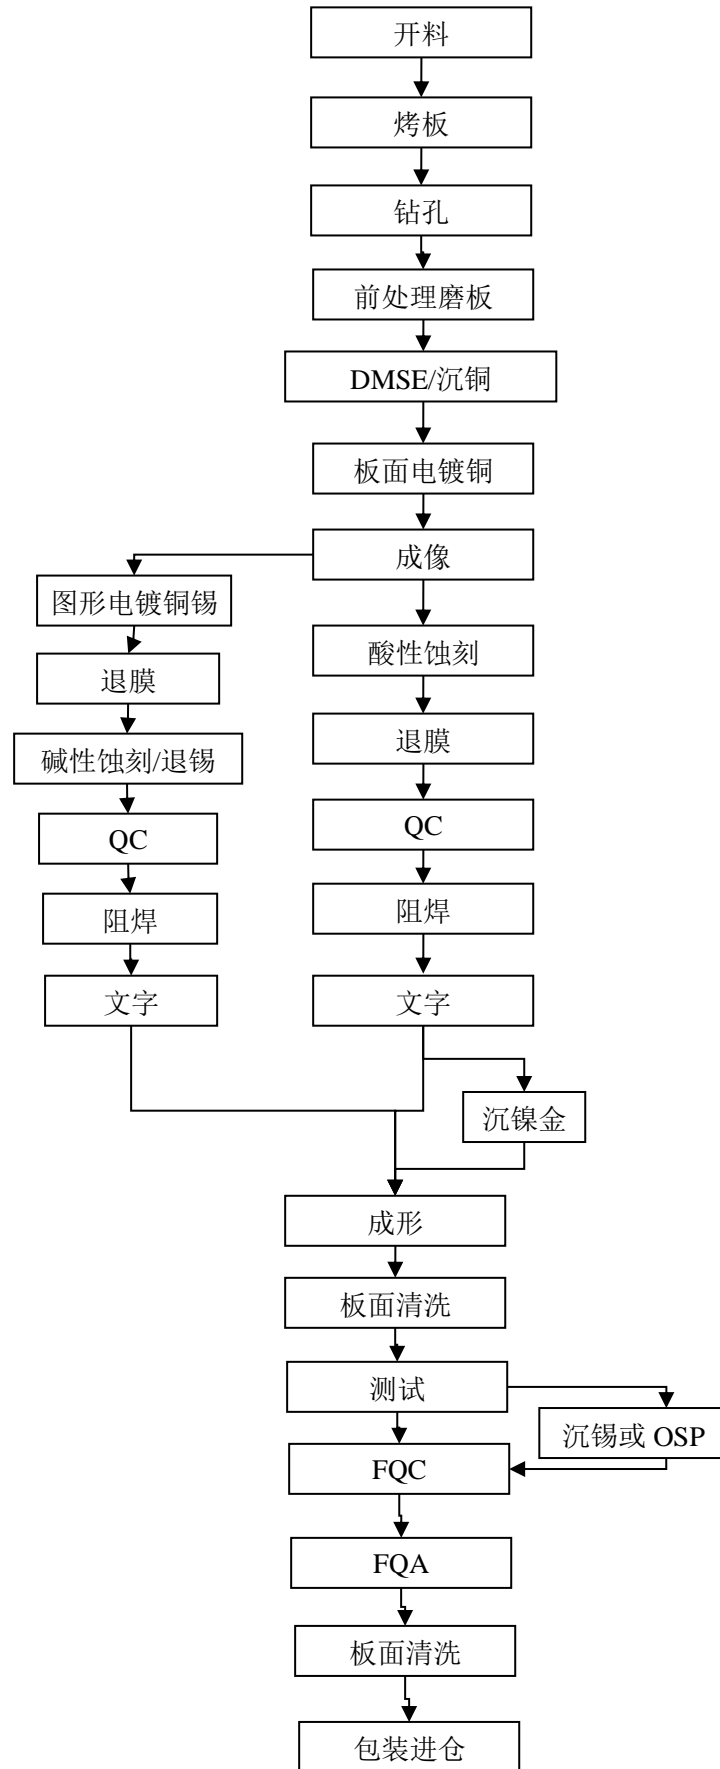 开料
烤板
钻孔
前处理磨板
DMSE/沉铜
板面电镀铜
成像
图形电镀铜锡
退膜
碱性蚀刻/退锡
QC
阻焊
文字
酸性蚀刻
退膜
QC
阻焊
文字
沉镍金
成形
板面清洗
测试
沉锡或 OSP
FQC
FQA
板面清洗
包装进仓